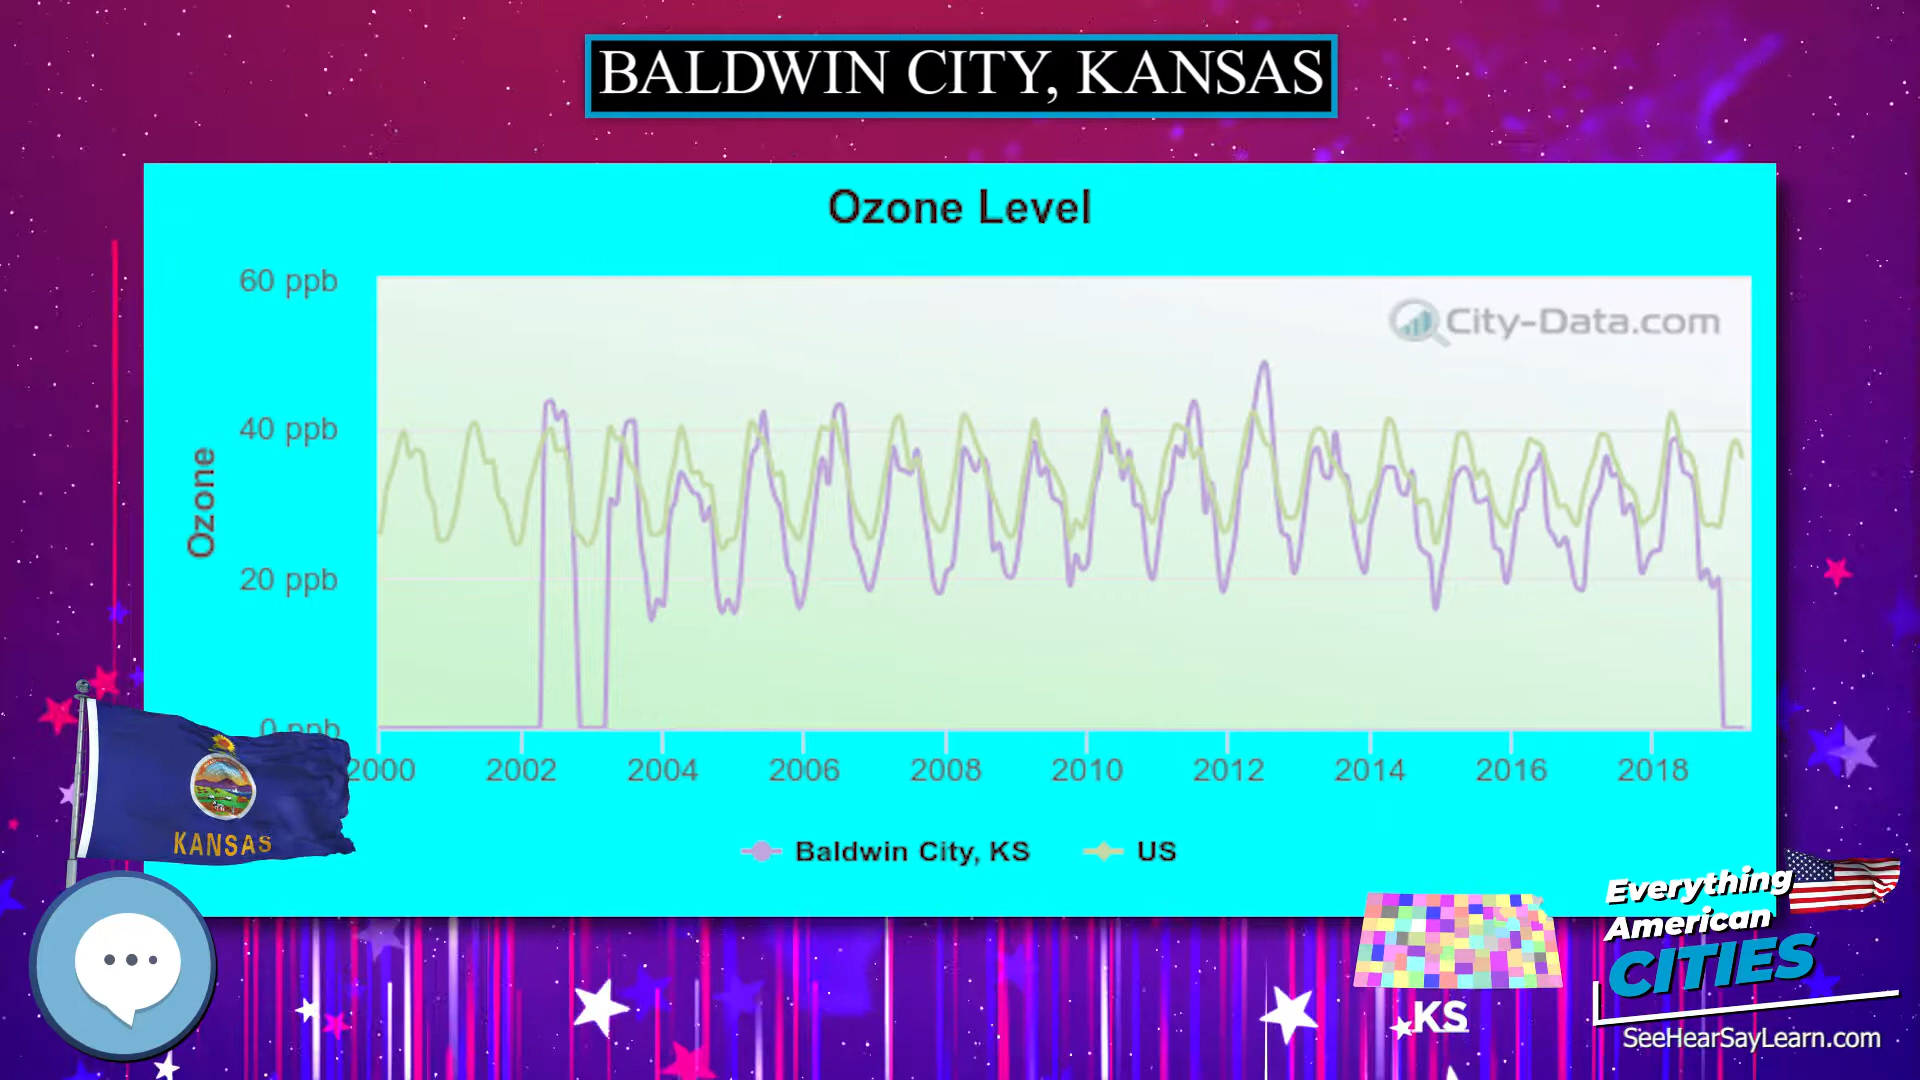 BALDWIN CITY, KANSAS
Ozone Level
60 ppb
City-Data.com
40 ppb
Ozone
20 ppb
0 ppb
2000 2002 2004 2006 2008 2010 2012 2014 2016 2018
KANSAS
Baldwin City, KS US
Everything
American
CITIES
KS
SeeHearSayLearn.com